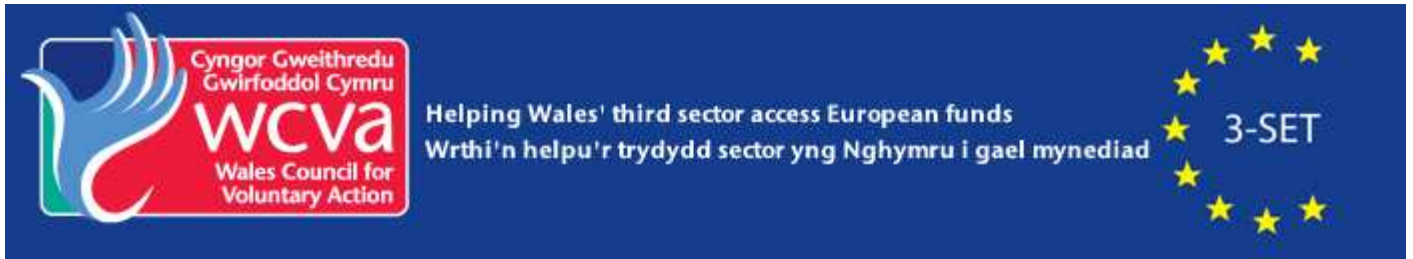 Cyngor Gweithredu
Gwirfoddol Cymru
wcva
Wales Council for
Voluntary Action
Helping Wales' third sector access European funds
Wrthi'n helpu'r trydydd sector yng Nghymru i gael mynediad
3-SET